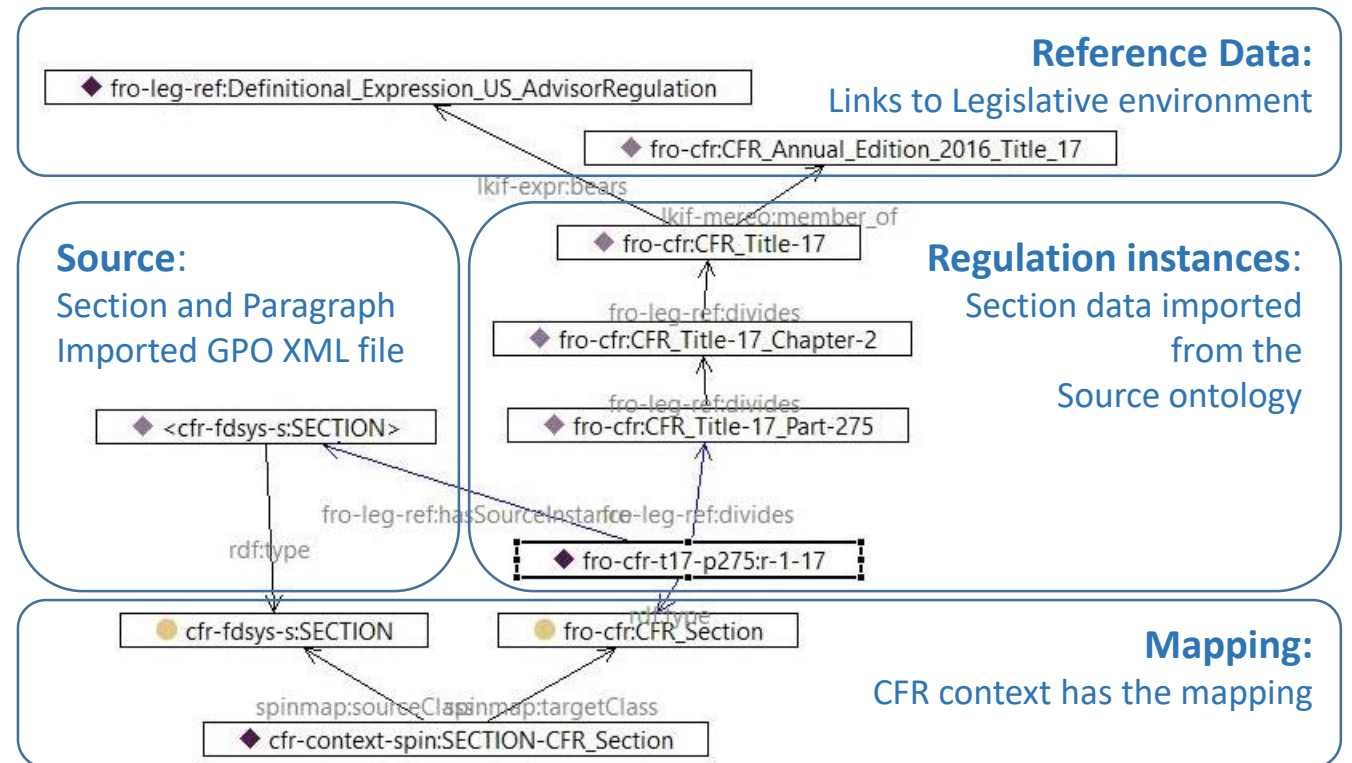 Reference Data:
Links to Legislative environment
fro-leg-ref:Definitional_Expression_US_AdvisorRegulation
fro-cfr:CFR_Annual_Edition_2016_Title_17
lkif-expr:bears
lkif-mereo:member_of
Source:
Section and Paragraph
Imported GPO XML file
fro-cfr:CFR_Title-17
Regulation instances:
Section data imported
from the
Source ontology
fro-leg-ref:divides
fro-cfr:CFR_Title-17_Chapter-2
fro-leg-ref:divides
<cfr-fdsys-s:SECTION>
fro-cfr:CFR_Title-17_Part-275
fro-leg-ref:hasSourceInstance
fro-leg-ref:divides
rdf:type
fro-cfr-t17-p275:r-1-17
rdf:type
cfr-fdsys-s:SECTION
fro-cfr:CFR_Section
Mapping:
CFR context has the mapping
spinmap:sourceClass
spinmap:targetClass
cfr-context-spin:SECTION-CFR_Section